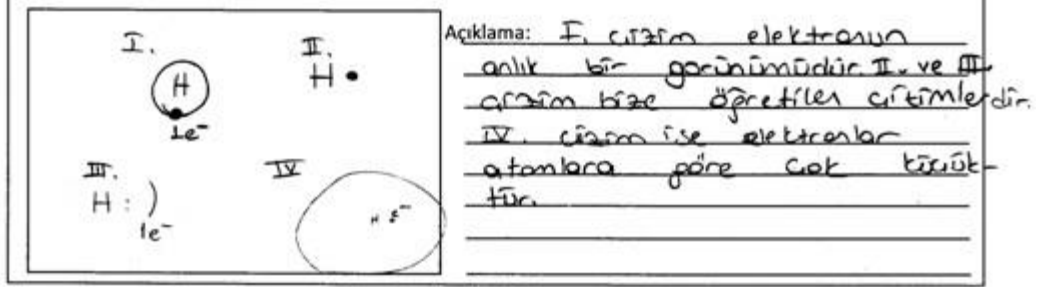 I.
H
1e⁻
II.
H •
III.
H : )
1e⁻
IV
H e⁻
Açıklama: I. çizim elektronun
anlık bir görünümüdür. II. ve III.
çizim bize öğretilen çizimlerdir.
IV. çizim ise elektronlar
atomlara göre çok küçük-
tür.